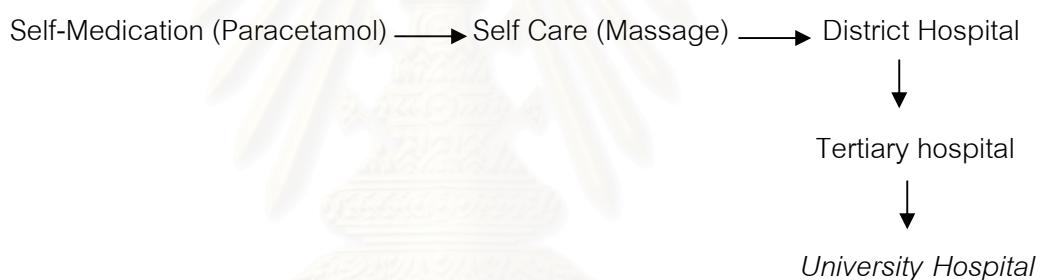 Self-Medication (Paracetamol) Self Care (Massage) District Hospital
Tertiary hospital
University Hospital